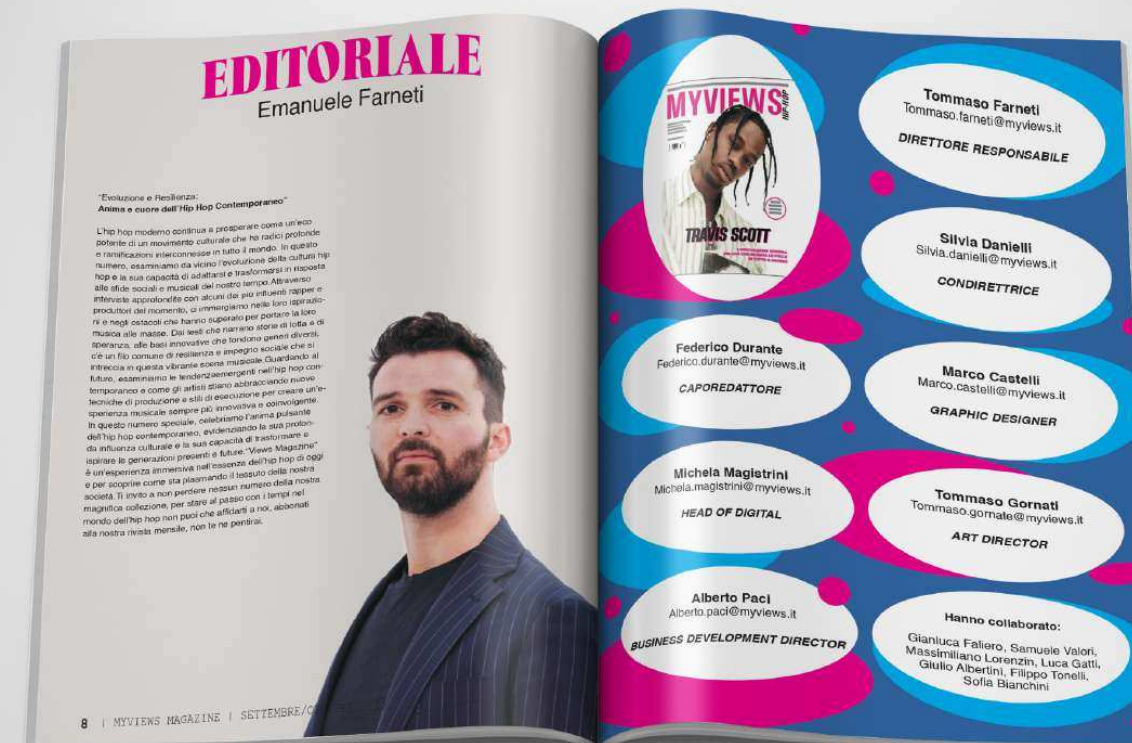 EDITORIALE
Emanuele Farneti
"Evoluzione e Resilienza:
Anima e cuore dell'Hip Hop Contemporaneo"
L'hip hop moderno continua a prosperare come un'eco
potente di un movimento culturale che ha radici profonde
e ramificazioni interconnesse in tutto il mondo. In questo
numero, esaminiamo da vicino l'evoluzione della cultura hip
hop e la sua capacità di adattarsi e trasformarsi in risposta
alle sfide sociali e musicali del nostro tempo.Attraverso
interviste approfondite con alcuni dei più influenti rapper e
produttori del momento, ci immergiamo nelle loro ispirazio-
ni e negli ostacoli che hanno superato per portare la loro
musica alle masse. Dai testi che narrano storie di lotta e di
speranza, alle basi innovative che fondono generi diversi,
c'è un filo comune di resilienza e impegno sociale che si
intreccia in questa vibrante scena musicale.Guardando al
futuro, esaminiamo le tendenzeemergenti nell'hip hop con-
temporaneo e come gli artisti stiano abbracciando nuove
tecniche di produzione e stili di esecuzione per creare un'e-
sperienza musicale sempre più innovativa e coinvolgente.
In questo numero speciale, celebriamo l'anima pulsante
dell'hip hop contemporaneo, evidenziando la sua profon-
da influenza culturale e la sua capacità di trasformare e
ispirare le generazioni presenti e future."Views Magazine"
è un'esperienza immersiva nell'essenza dell'hip hop di oggi
e per scoprire come sta plasmando il tessuto della nostra
società.Ti invito a non perdere nessun numero della nostra
magnifica collezione, per stare al passo con i tempi nel
mondo dell'hip hop non puoi che affidarti a noi, abbonati
alla nostra rivista mensile, non te ne pentirai.
8 | MYVIEWS MAGAZINE | SETTEMBRE/
MYVIEWS
HIP-HOP
TRAVIS SCOTT
Tommaso Farneti
Tommaso.farneti@myviews.it
DIRETTORE RESPONSABILE
Silvia Danielli
Silvia.danielli@myviews.it
CONDIRETTRICE
Federico Durante
Federico.durante@myviews.it
CAPOREDATTORE
Marco Castelli
Marco.castelli@myviews.it
GRAPHIC DESIGNER
Michela Magistrini
Michela.magistrini@myviews.it
HEAD OF DIGITAL
Tommaso Gornati
Tommaso.gornate@myviews.it
ART DIRECTOR
Alberto Paci
Alberto.paci@myviews.it
BUSINESS DEVELOPMENT DIRECTOR
Hanno collaborato:
Gianluca Faliero, Samuele Valori,
Massimiliano Lorenzin, Luca Gatti,
Giulio Albertini, Filippo Tonelli,
Sofia Bianchini